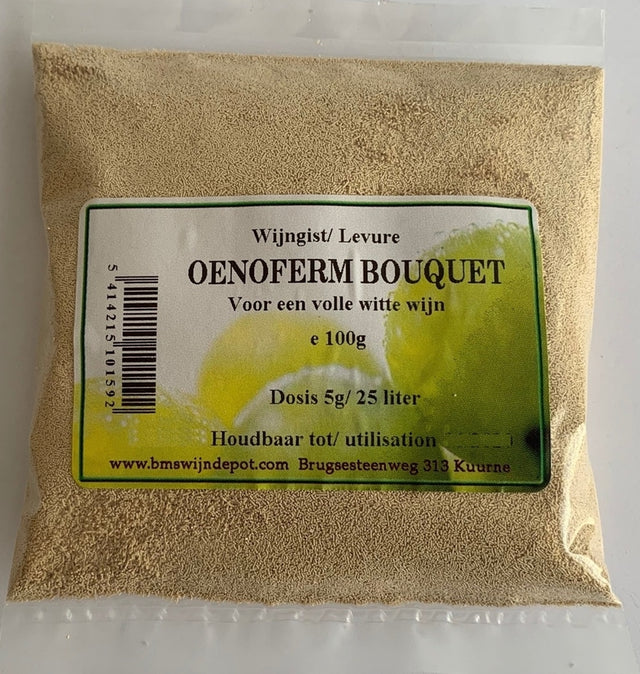 Wijngist/ Levure
OENOFERM BOUQUET
Voor een volle witte wijn
e 100g
Dosis 5g/ 25 liter
Houdbaar tot/ utilisation
www.bmswijndepot.com Brugsesteenweg 313 Kuurne
5 414215 101592